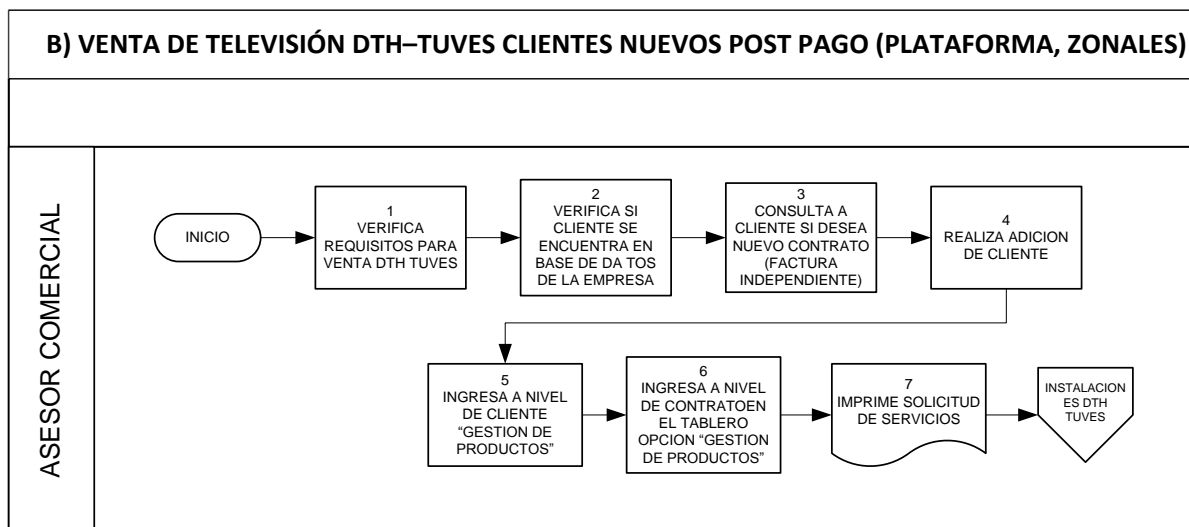 B) VENTA DE TELEVISIÓN DTH–TUVES CLIENTES NUEVOS POST PAGO (PLATAFORMA, ZONALES)
ASESOR COMERCIAL
INICIO
1
VERIFICA
REQUISITOS PARA
VENTA DTH TUVES
2
VERIFICA SI
CLIENTE SE
ENCUENTRA EN
BASE DE DA TOS
DE LA EMPRESA
3
CONSULTA A
CLIENTE SI DESEA
NUEVO CONTRATO
(FACTURA
INDEPENDIENTE)
4
REALIZA ADICION
DE CLIENTE
5
INGRESA A NIVEL
DE CLIENTE
“GESTION DE
PRODUCTOS”
6
INGRESA A NIVEL
DE CONTRATOEN
EL TABLERO
OPCION “GESTION
DE PRODUCTOS”
7
IMPRIME SOLICITUD
DE SERVICIOS
INSTALACION
ES DTH
TUVES